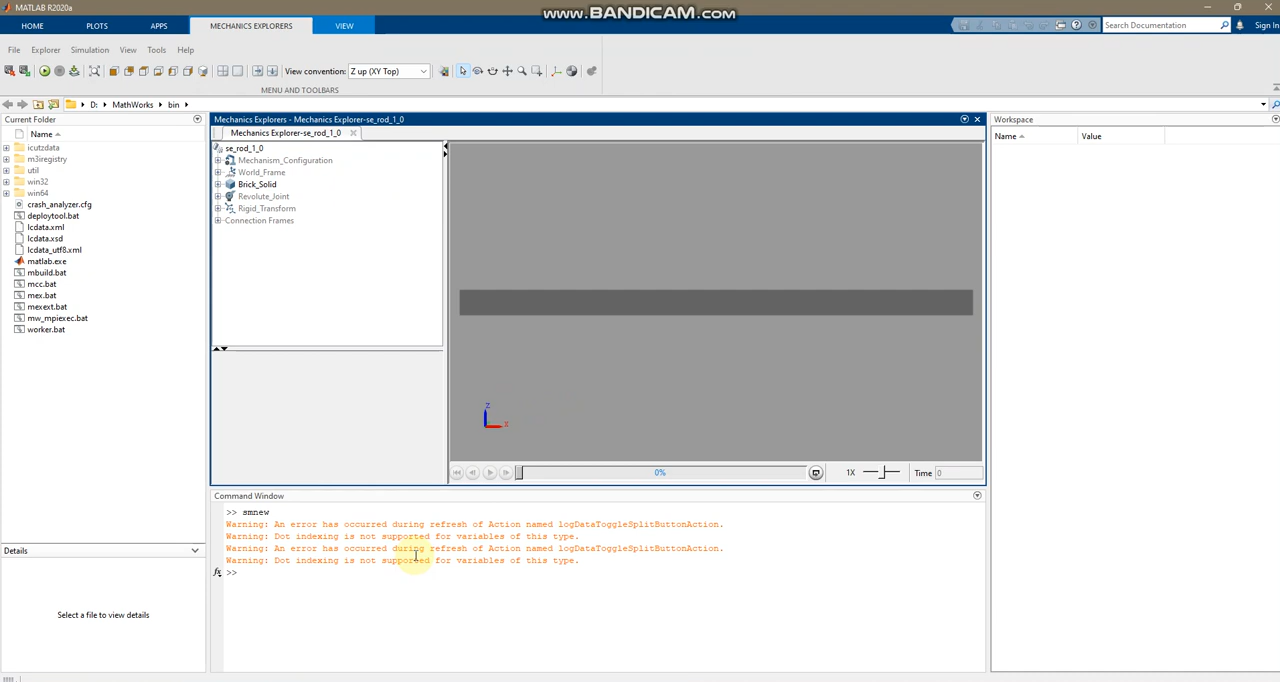 MATLAB R2020a
www.BANDICAM.com
HOME
PLOTS
APPS
MECHANICS EXPLORERS
VIEW
Search Documentation
Sign In
File
Explorer
Simulation
View
Tools
Help
View convention:
Z up (XY Top)
MENU AND TOOLBARS
D:
MathWorks
bin
Current Folder
Name
icutzdata
m3iregistry
util
win32
win64
crash_analyzer.cfg
deploytool.bat
lcdata.xml
lcdata.xsd
lcdata_utf8.xml
matlab.exe
mbuild.bat
mcc.bat
mex.bat
mexext.bat
mw_mpiexec.bat
worker.bat
Details
Select a file to view details
Mechanics Explorers - Mechanics Explorer-se_rod_1_0
Mechanics Explorer-se_rod_1_0
se_rod_1_0
Mechanism_Configuration
World_Frame
Brick_Solid
Revolute_Joint
Rigid_Transform
Connection Frames
z
x
0%
1X
Time 0
Command Window
>> smnew
Warning: An error has occurred during refresh of Action named logDataToggleSplitButtonAction.
Warning: Dot indexing is not supported for variables of this type.
Warning: An error has occurred during refresh of Action named logDataToggleSplitButtonAction.
Warning: Dot indexing is not supported for variables of this type.
fx >>
Workspace
Name
Value